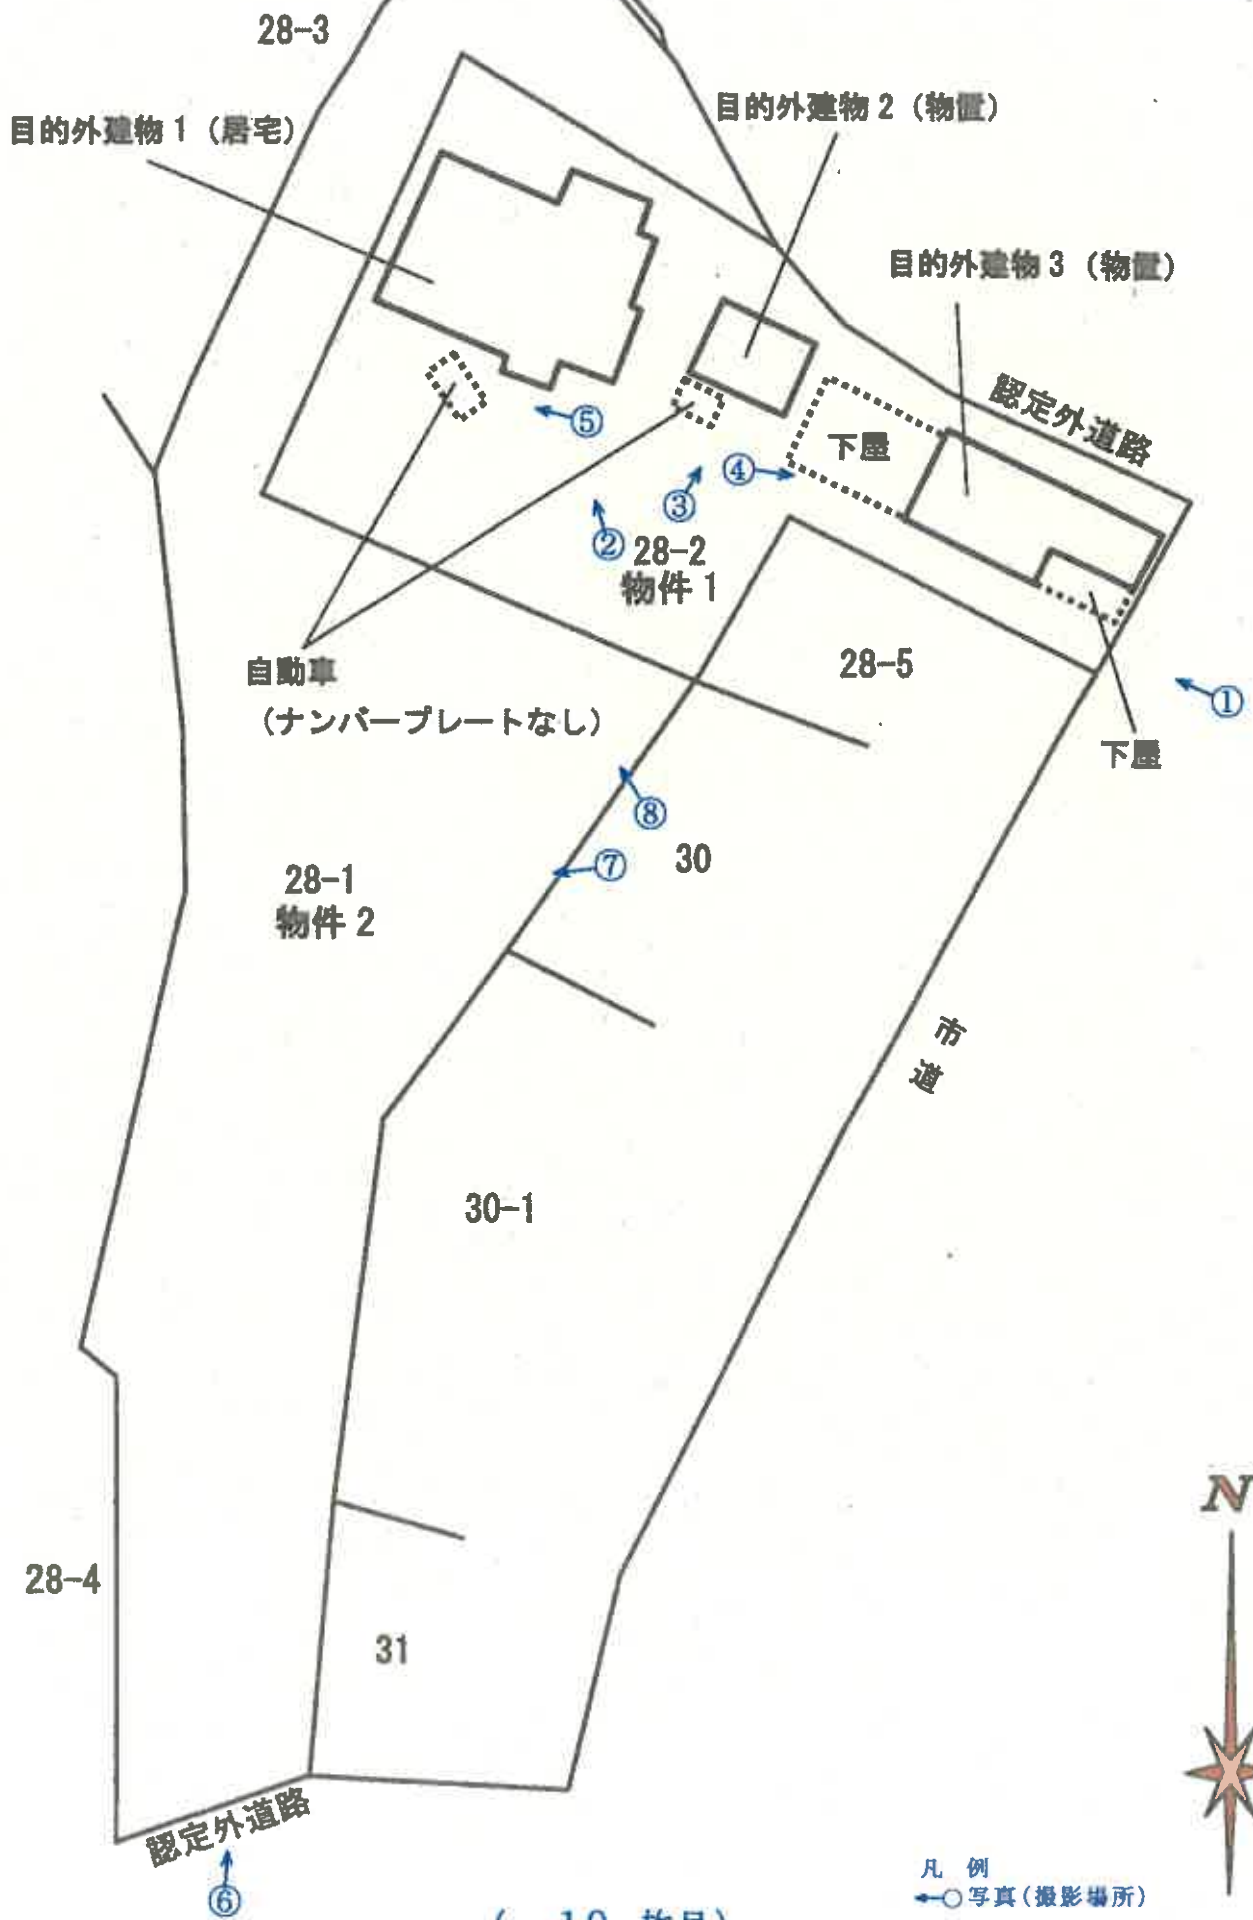 28-3
目的外建物1(居宅)
目的外建物2(物置)
目的外建物3(物置)
認定外道路
下屋
⑤
④
③
②
28-2
物件1
28-5
自動車
(ナンバープレートなし)
①
下屋
⑧
⑦
30
28-1
物件2
市道
30-1
N
28-4
31
認定外道路
⑥
凡 例
←○写真(撮影場所)